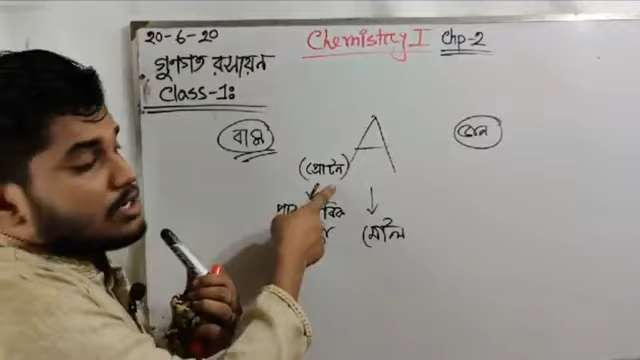 20-6-20
Chemistry I Chp-2
গুণগত রসায়ন
Class-1:
বাম
A
ডান
(প্রোটন)
মৌল